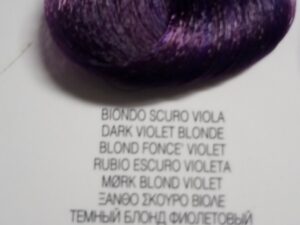 BIONDO SCURO VIOLA
DARK VIOLET BLONDE
BLOND FONCE' VIOLET
RUBIO ESCURO VIOLETA
MØRK BLOND VIOLET
ΞΑΝΘΟ ΣΚΟΥΡΟ ΒΙΟΛΕ
ТЕМНЫЙ БЛОНД ФИОЛЕТОВЫЙ